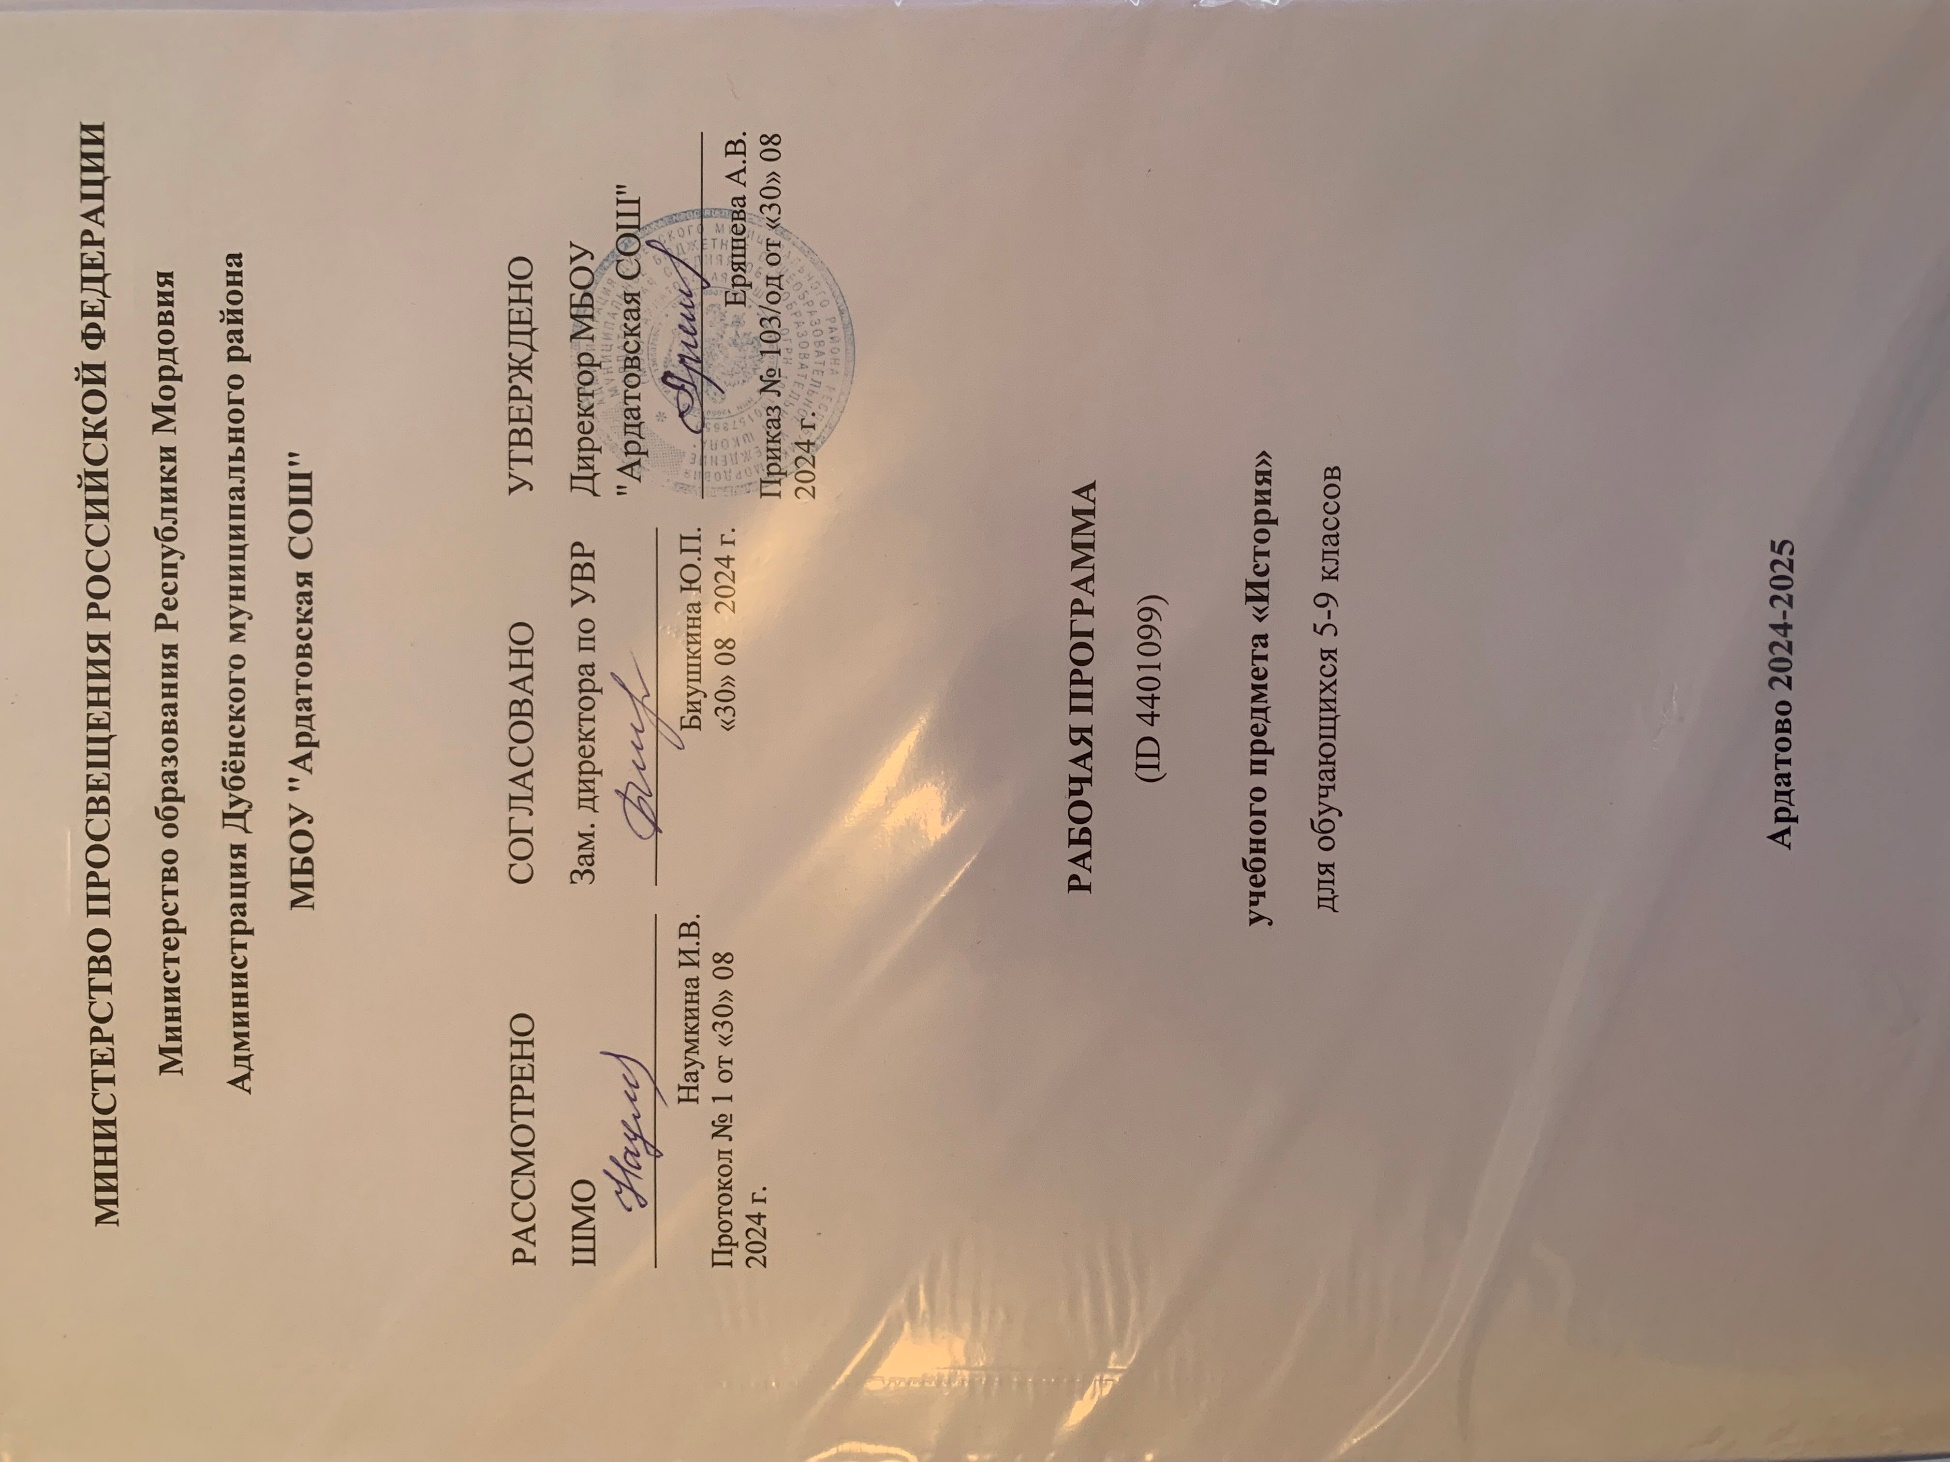 МИНИСТЕРСТВО ПРОСВЕЩЕНИЯ РОССИЙСКОЙ ФЕДЕРАЦИИ
Министерство образования Республики Мордовия
Администрация Дубёнского муниципального района
МБОУ "Ардатовская СОШ"
РАССМОТРЕНО
ШМО
Наумкина И.В.
Протокол № 1 от «30» 08
2024 г.
СОГЛАСОВАНО
Зам. директора по УВР
Биушкина Ю.П.
«30» 08 2024 г.
УТВЕРЖДЕНО
Директор МБОУ
"Ардатовская СОШ"
Еряшева А.В.
Приказ № 103/од от «30» 08
2024 г.
РАБОЧАЯ ПРОГРАММА
(ID 4401099)
учебного предмета «История»
для обучающихся 5-9 классов
Ардатово 2024-2025